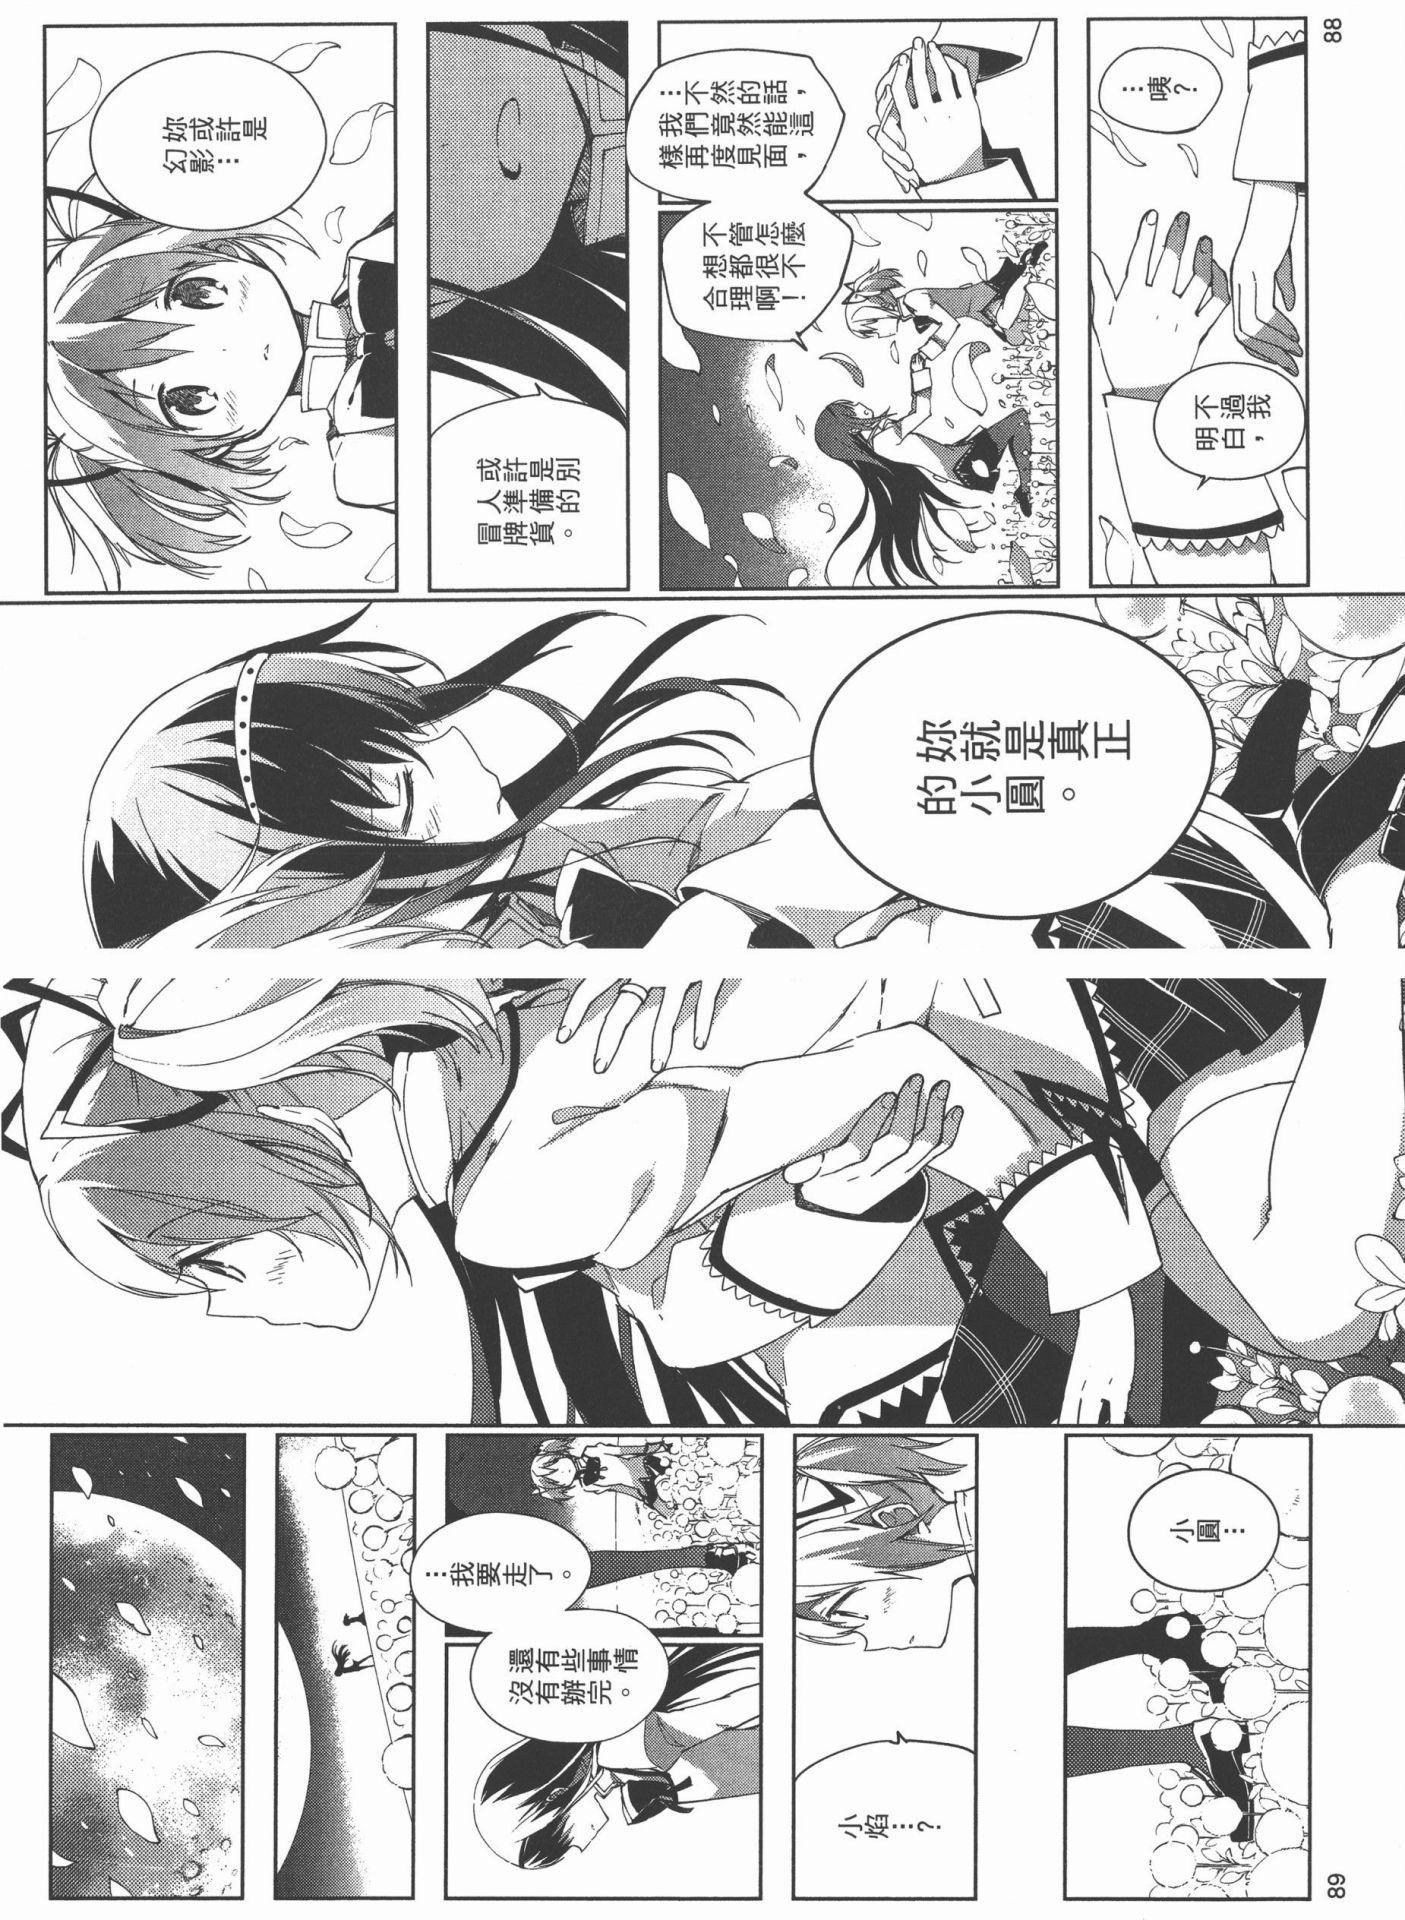 妳或許是
幻影…
或許是別
人準備的
冒牌貨。
…不然的話，
我們竟然能這
樣再度見面，
不管怎麼
想都很不
合理啊！
…咦？
不過我
明白，
88
妳就是真正
的小圓。
…我要走了。
還有些事情
沒有辦完。
小焰…？
小圓…
89